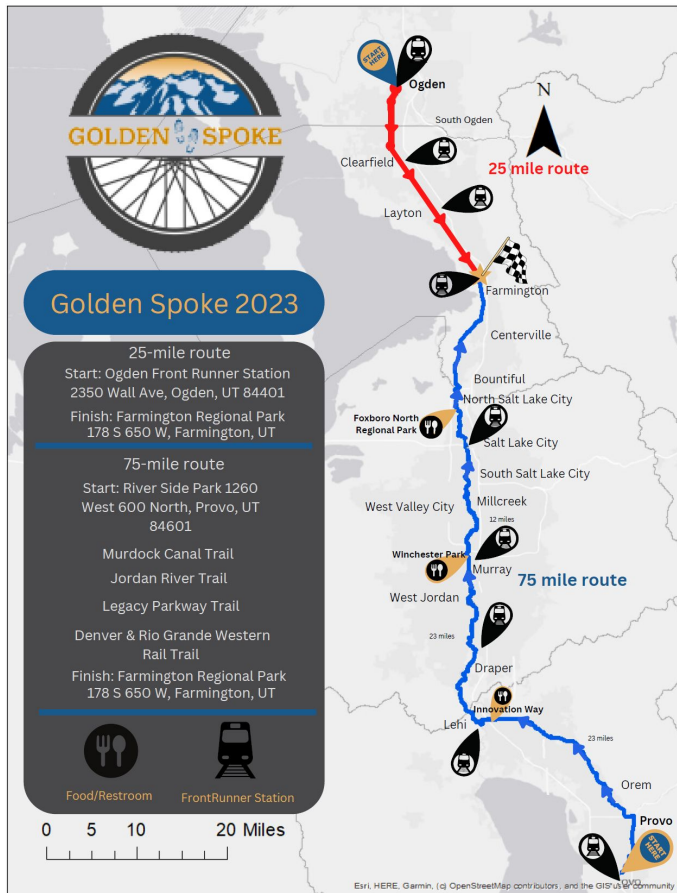 GOLDEN SPOKE
Golden Spoke 2023
25-mile route
Start: Ogden Front Runner Station
2350 Wall Ave, Ogden, UT 84401
Finish: Farmington Regional Park
178 S 650 W, Farmington, UT
75-mile route
Start: River Side Park 1260
West 600 North, Provo, UT
84601
Murdock Canal Trail
Jordan River Trail
Legacy Parkway Trail
Denver & Rio Grande Western
Rail Trail
Finish: Farmington Regional Park
178 S 650 W, Farmington, UT
Food/Restroom
FrontRunner Station
0 5 10 20 Miles
START
HERE
Ogden
N
South Ogden
Clearfield
25 mile route
Layton
Farmington
Centerville
Bountiful
North Salt Lake City
Foxboro North
Regional Park
Salt Lake City
South Salt Lake City
West Valley City
Millcreek
12 miles
Winchester Park
Murray
75 mile route
West Jordan
23 miles
Draper
Innovation Way
Lehi
23 miles
Orem
Provo
START
HERE
Esri, HERE, Garmin, (c) OpenStreetMap contributors, and the GIS user community